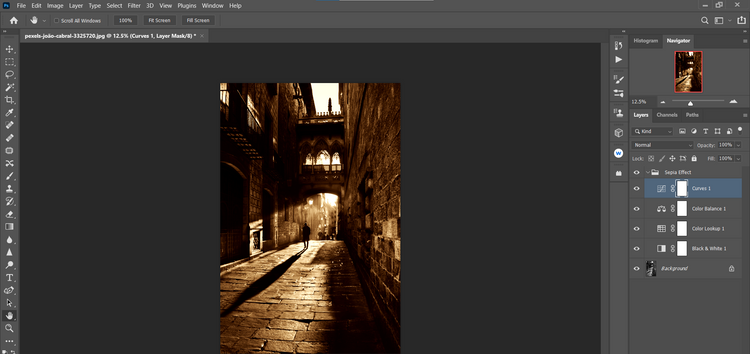 Ps File Edit Image Layer Type Select Filter 3D View Plugins Window Help
Scroll All Windows 100% Fit Screen Fill Screen
pexels-joão-cabral-3325720.jpg @ 12.5% (Curves 1, Layer Mask/8) * ×
Histogram Navigator
12.5%
Layers Channels Paths
Kind
Normal Opacity: 100%
Lock: Fill: 100%
Sepia Effect
Curves 1
Color Balance 1
Color Lookup 1
Black & White 1
Background